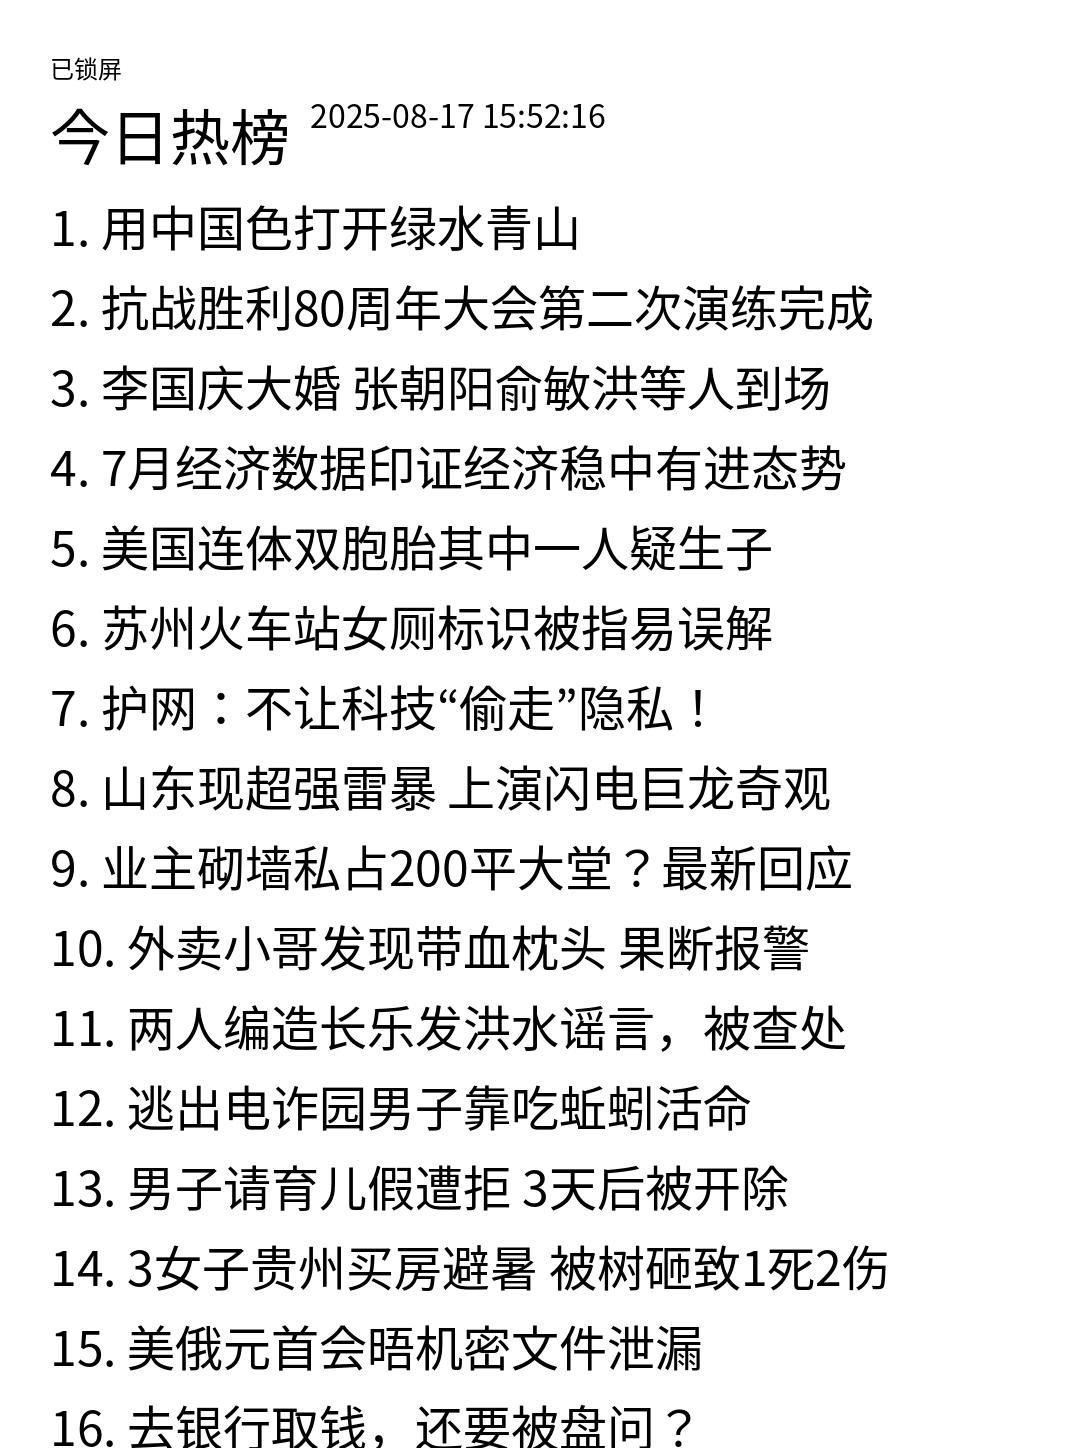 已锁屏
今日热榜 2025-08-17 15:52:16
1. 用中国色打开绿水青山
2. 抗战胜利80周年大会第二次演练完成
3. 李国庆大婚 张朝阳俞敏洪等人到场
4. 7月经济数据印证经济稳中有进态势
5. 美国连体双胞胎其中一人疑生子
6. 苏州火车站女厕标识被指易误解
7. 护网：不让科技“偷走”隐私！
8. 山东现超强雷暴 上演闪电巨龙奇观
9. 业主砌墙私占200平大堂？最新回应
10. 外卖小哥发现带血枕头 果断报警
11. 两人编造长乐发洪水谣言，被查处
12. 逃出电诈园男子靠吃蚯蚓活命
13. 男子请育儿假遭拒 3天后被开除
14. 3女子贵州买房避暑 被树砸致1死2伤
15. 美俄元首会晤机密文件泄漏
16. 去银行取钱，还要被盘问？